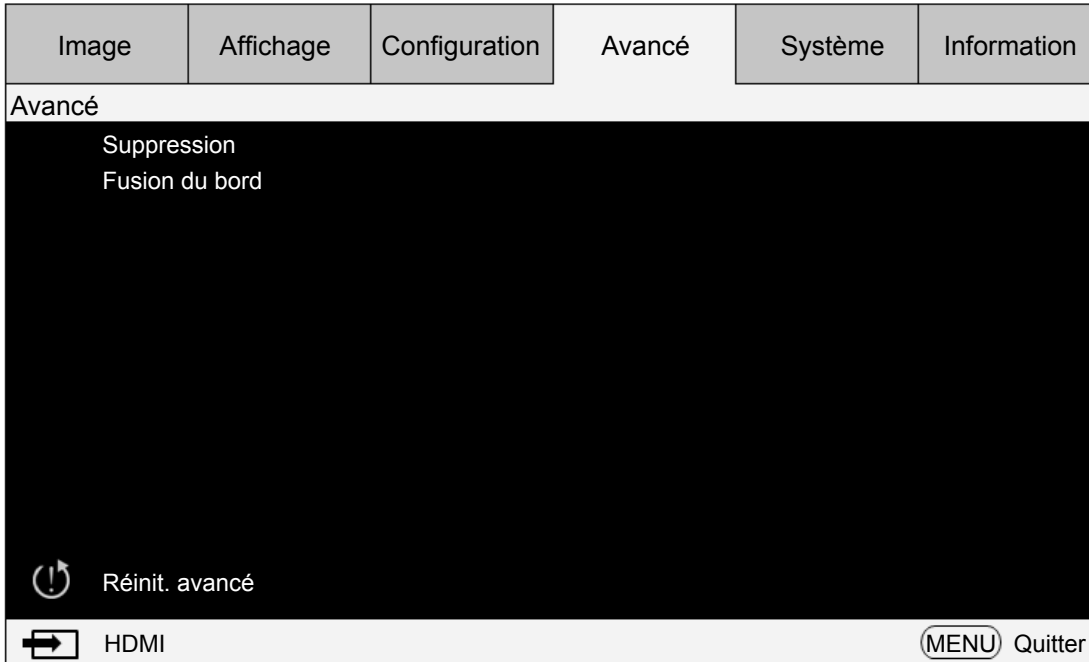 Image Affichage Configuration Avancé Système Information
Avancé
Suppression
Fusion du bord
Réinit. avancé
HDMI MENU Quitter